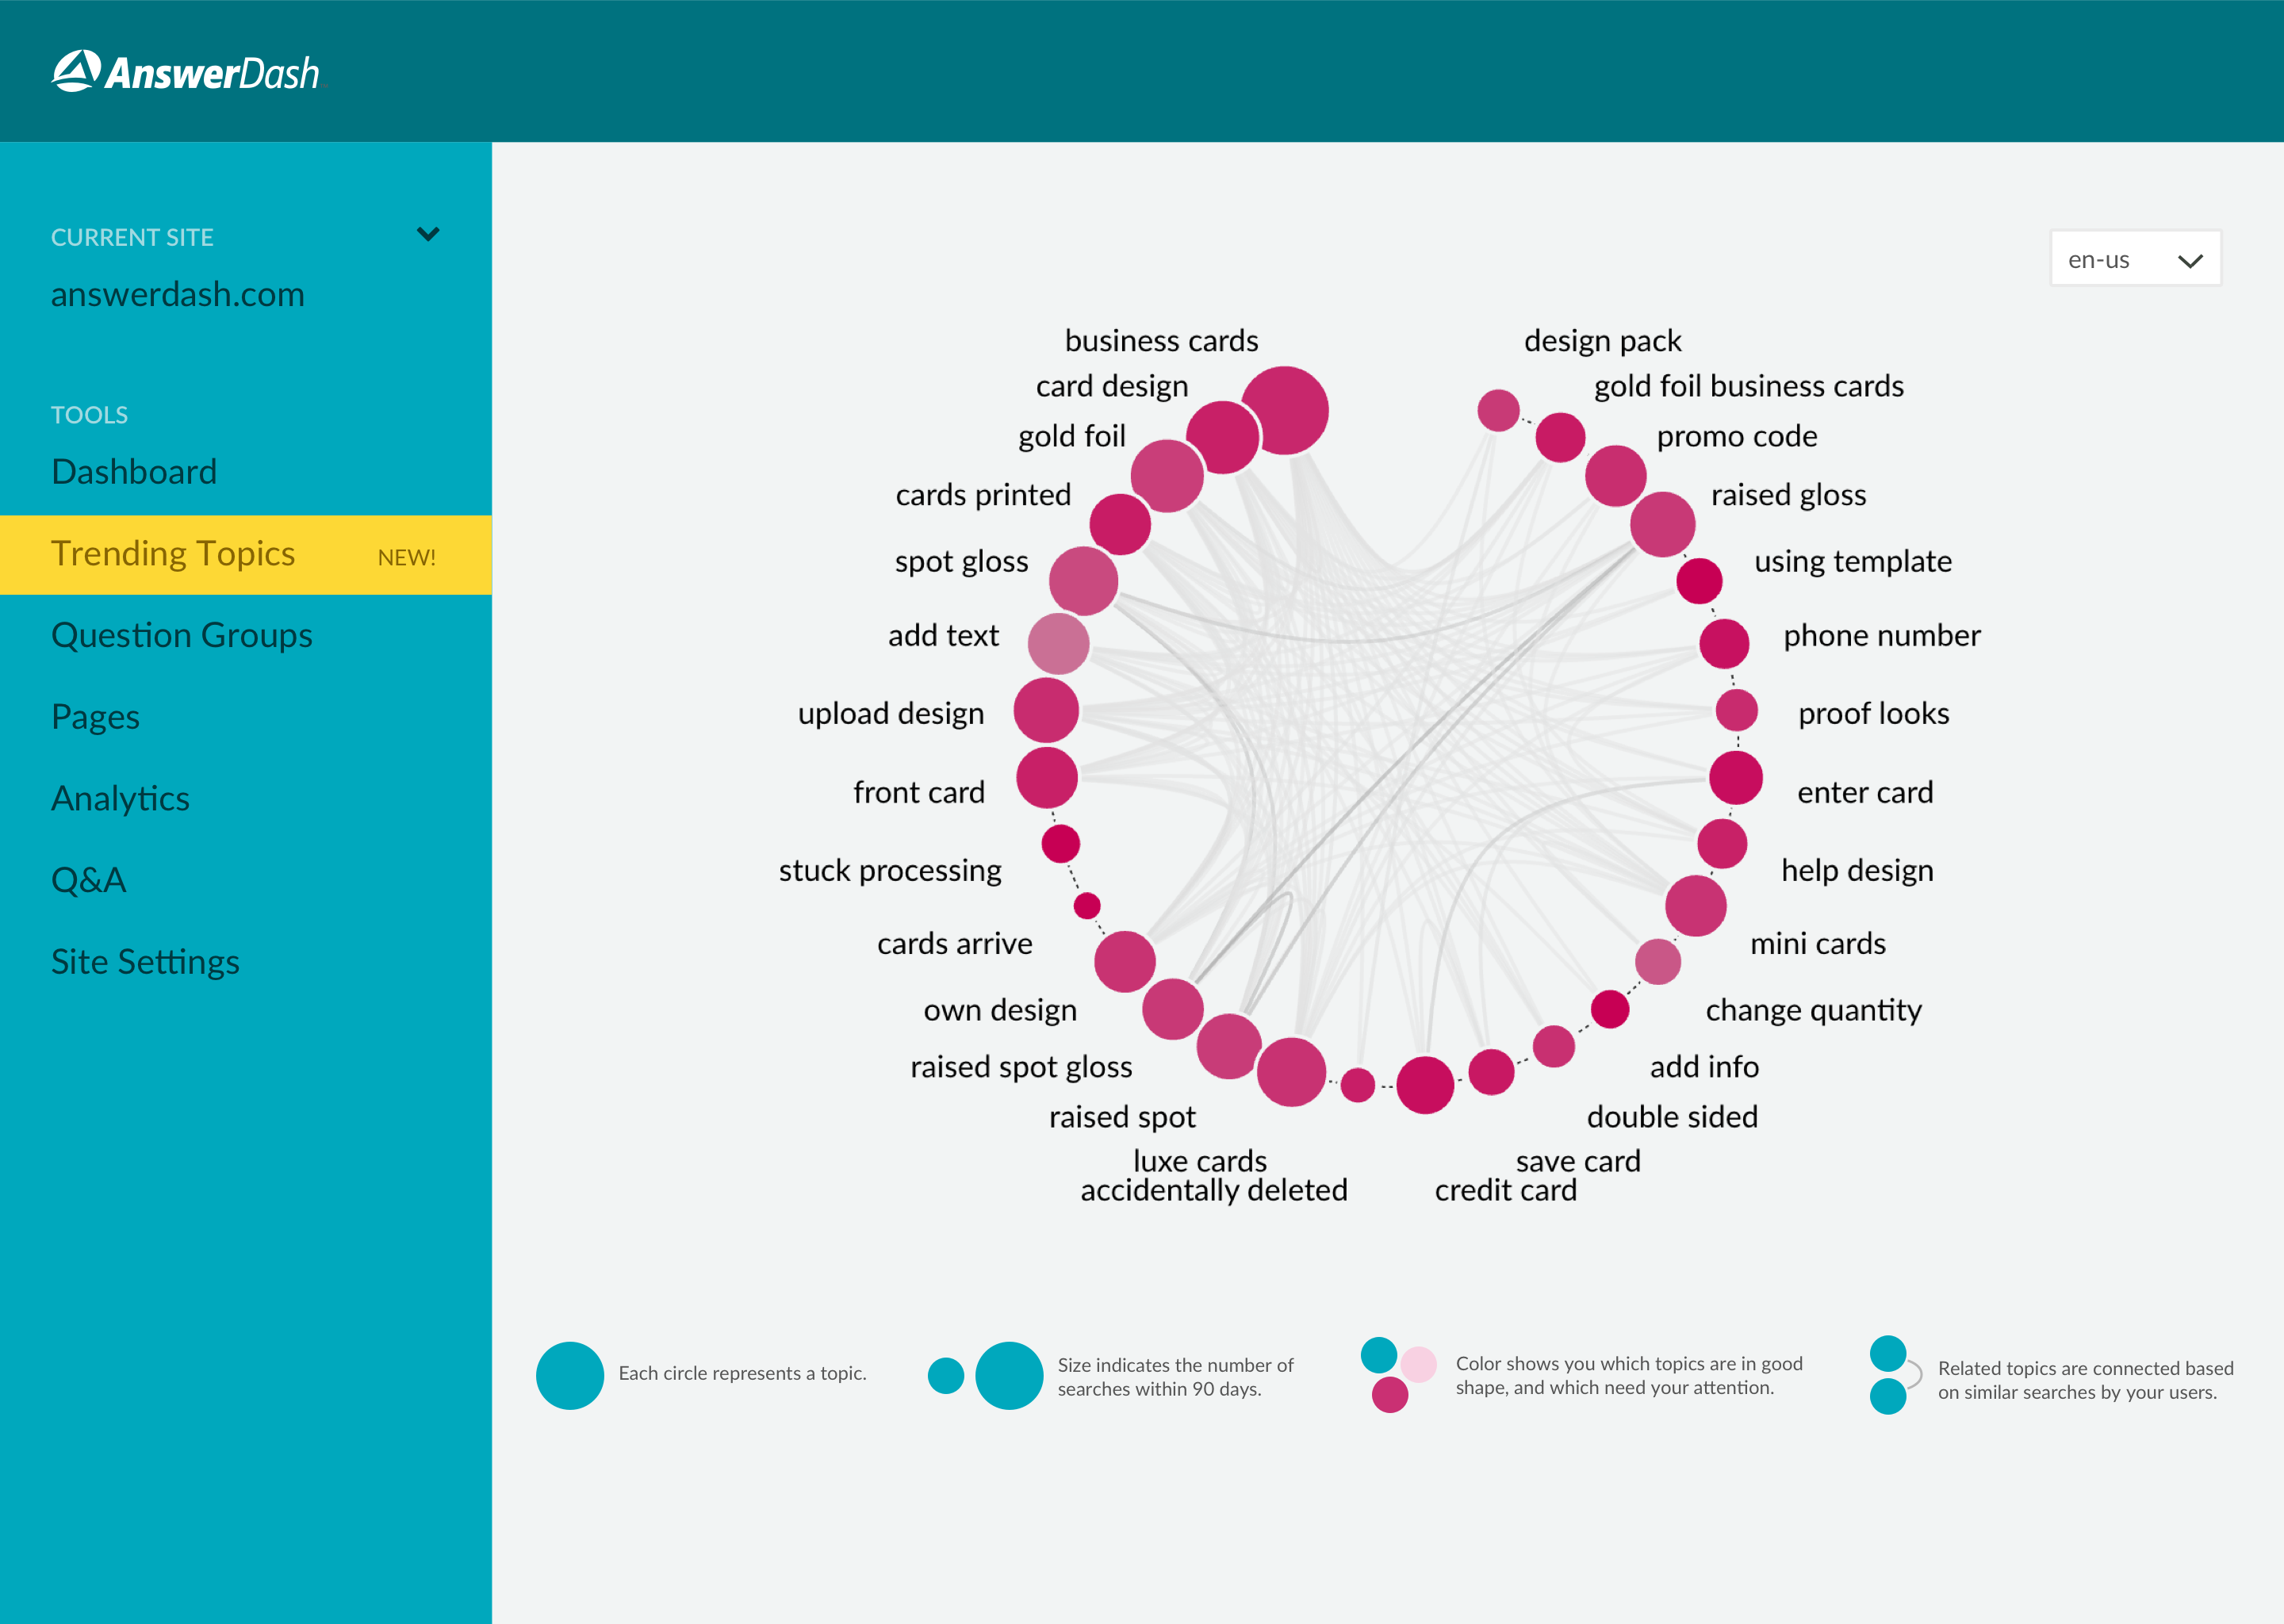 AnswerDash
CURRENT SITE
answerdash.com
TOOLS
Dashboard
Trending Topics NEW!
Question Groups
Pages
Analytics
Q&A
Site Settings
en-us
business cards
card design
gold foil
cards printed
spot gloss
add text
upload design
front card
stuck processing
cards arrive
own design
raised spot gloss
raised spot
luxe cards
accidentally deleted
design pack
gold foil business cards
promo code
raised gloss
using template
phone number
proof looks
enter card
help design
mini cards
change quantity
add info
double sided
save card
credit card
Each circle represents a topic.
Size indicates the number of
searches within 90 days.
Color shows you which topics are in good
shape, and which need your attention.
Related topics are connected based
on similar searches by your users.